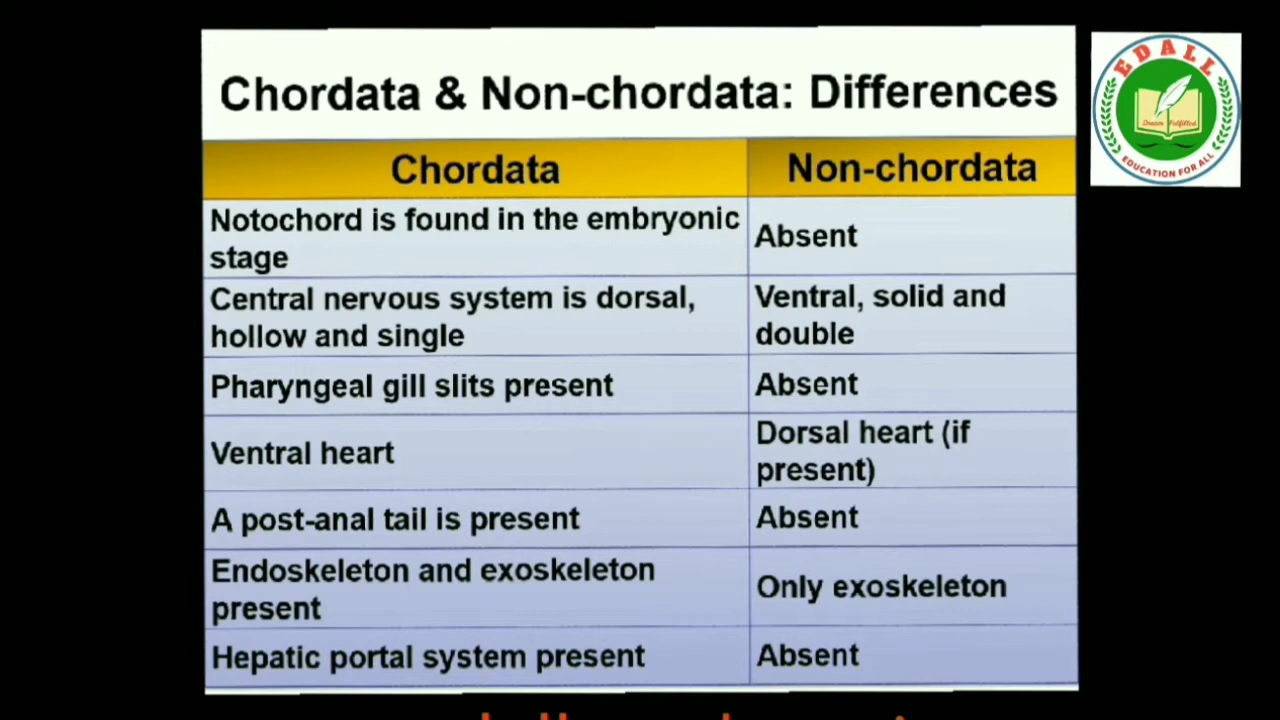 Chordata & Non-chordata: Differences
EDALL
Dream Fulfilled
EDUCATION FOR ALL
Chordata
Non-chordata
Notochord is found in the embryonic
stage
Absent
Central nervous system is dorsal,
hollow and single
Ventral, solid and
double
Pharyngeal gill slits present
Absent
Ventral heart
Dorsal heart (if
present)
A post-anal tail is present
Absent
Endoskeleton and exoskeleton
present
Only exoskeleton
Hepatic portal system present
Absent